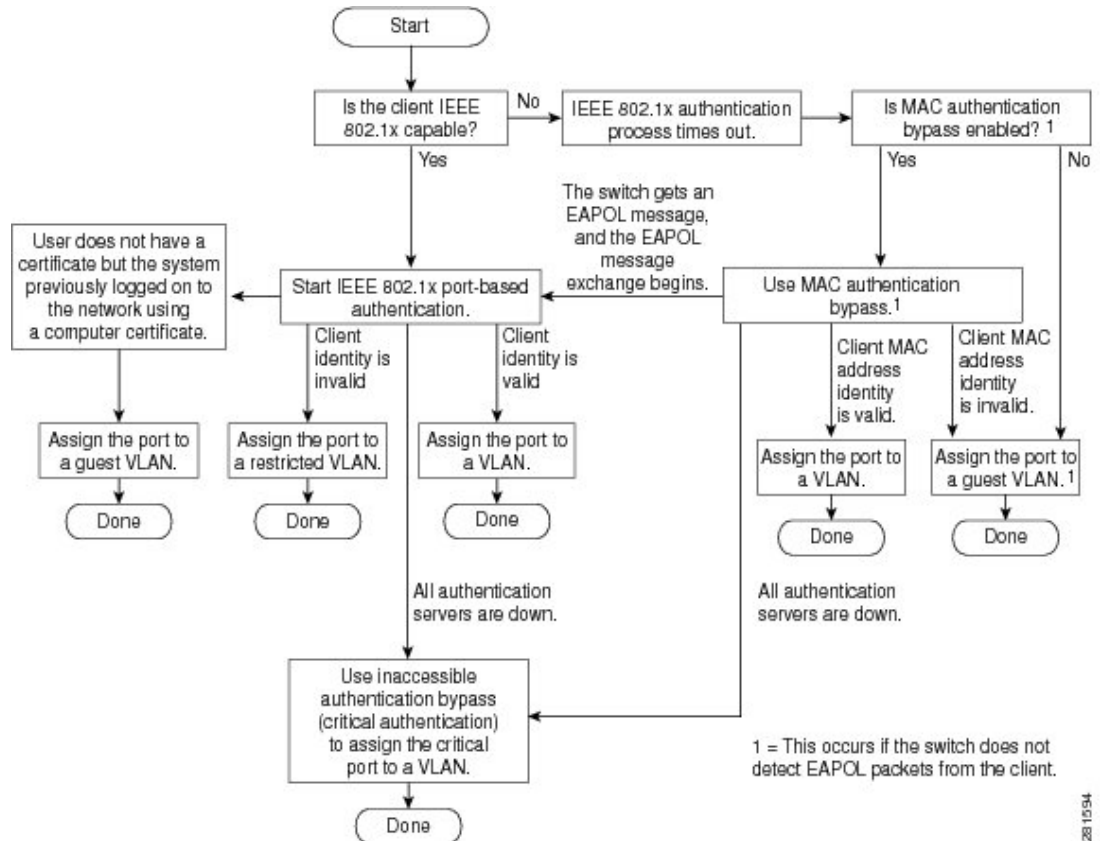 Start
Is the client IEEE
802.1x capable?
No
IEEE 802.1x authentication
process times out.
Is MAC authentication
bypass enabled? 1
Yes
Yes
No
The switch gets an
EAPOL message,
and the EAPOL
message
exchange begins.
User does not have a
certificate but the system
previously logged on to
the network using
a computer certificate.
Start IEEE 802.1x port-based
authentication.
Use MAC authentication
bypass.1
Client
identity is
invalid
Client
identity is
valid
Client MAC
address
identity
is valid.
Client MAC
address
identity
is invalid.
Assign the port to
a guest VLAN.
Assign the port to
a restricted VLAN.
Assign the port to
a VLAN.
Assign the port to
a VLAN.
Assign the port to
a guest VLAN.1
Done
Done
Done
Done
Done
All authentication
servers are down.
All authentication
servers are down.
Use inaccessible
authentication bypass
(critical authentication)
to assign the critical
port to a VLAN.
1 = This occurs if the switch does not
detect EAPOL packets from the client.
Done
281594